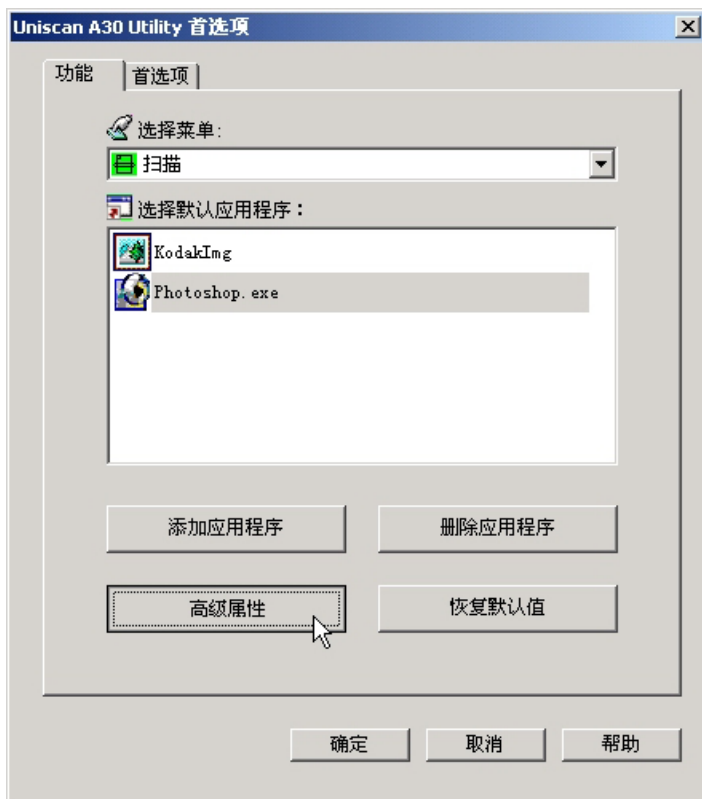 Uniscan A30 Utility 首选项
功能 首选项
选择菜单:
扫描
选择默认应用程序：
KodakImg
Photoshop.exe
添加应用程序 删除应用程序
高级属性 恢复默认值
确定 取消 帮助